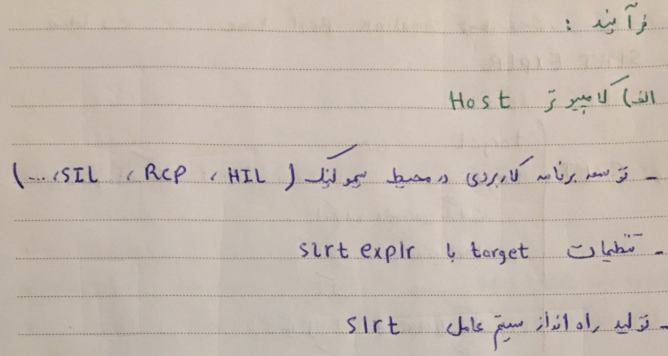 فرآیند :
الف) کامپیوتر Host
- توسعه برنامه کاربردی در محیط سیمولینک ( HIL ، RCP ، SIL، ...)
- تنظیمات target با slrt explr
- تولید راه انداز سیستم عامل slrt